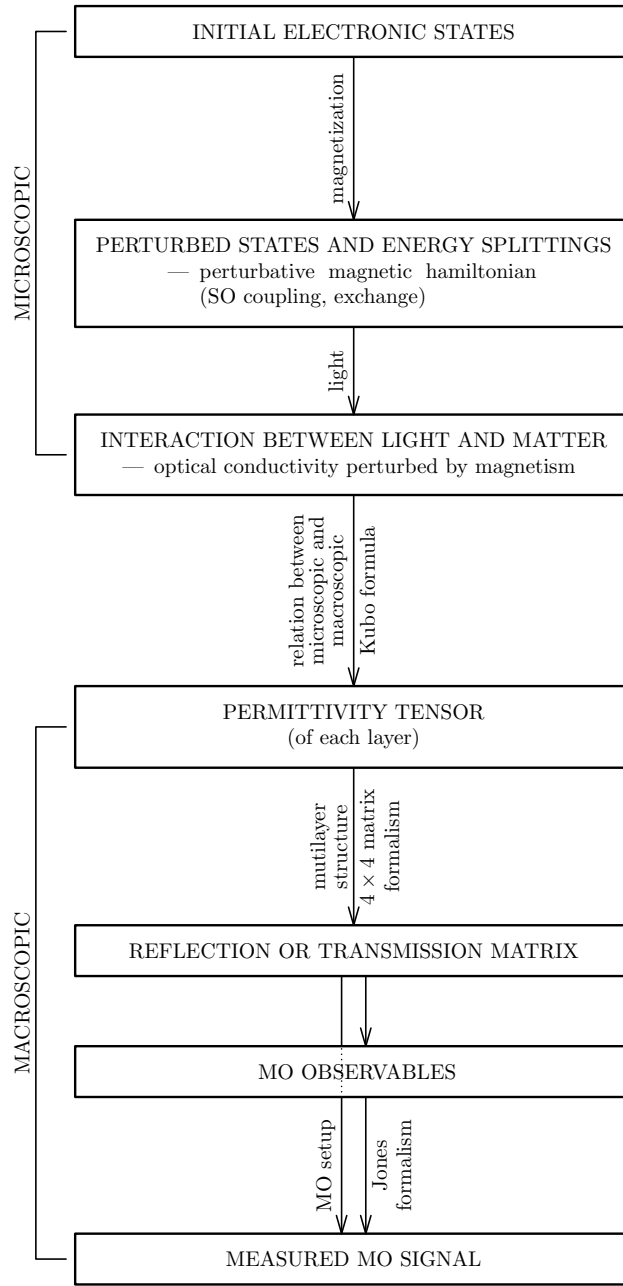 INITIAL ELECTRONIC STATES
magnetization
MICROSCOPIC
PERTURBED STATES AND ENERGY SPLITTINGS
— perturbative magnetic hamiltonian
(SO coupling, exchange)
light
INTERACTION BETWEEN LIGHT AND MATTER
— optical conductivity perturbed by magnetism
relation between
microscopic and
macroscopic
Kubo formula
PERMITTIVITY TENSOR
(of each layer)
MACROSCOPIC
mutilayer
structure
4 × 4 matrix
formalism
REFLECTION OR TRANSMISSION MATRIX
MO OBSERVABLES
MO setup
Jones
formalism
MEASURED MO SIGNAL